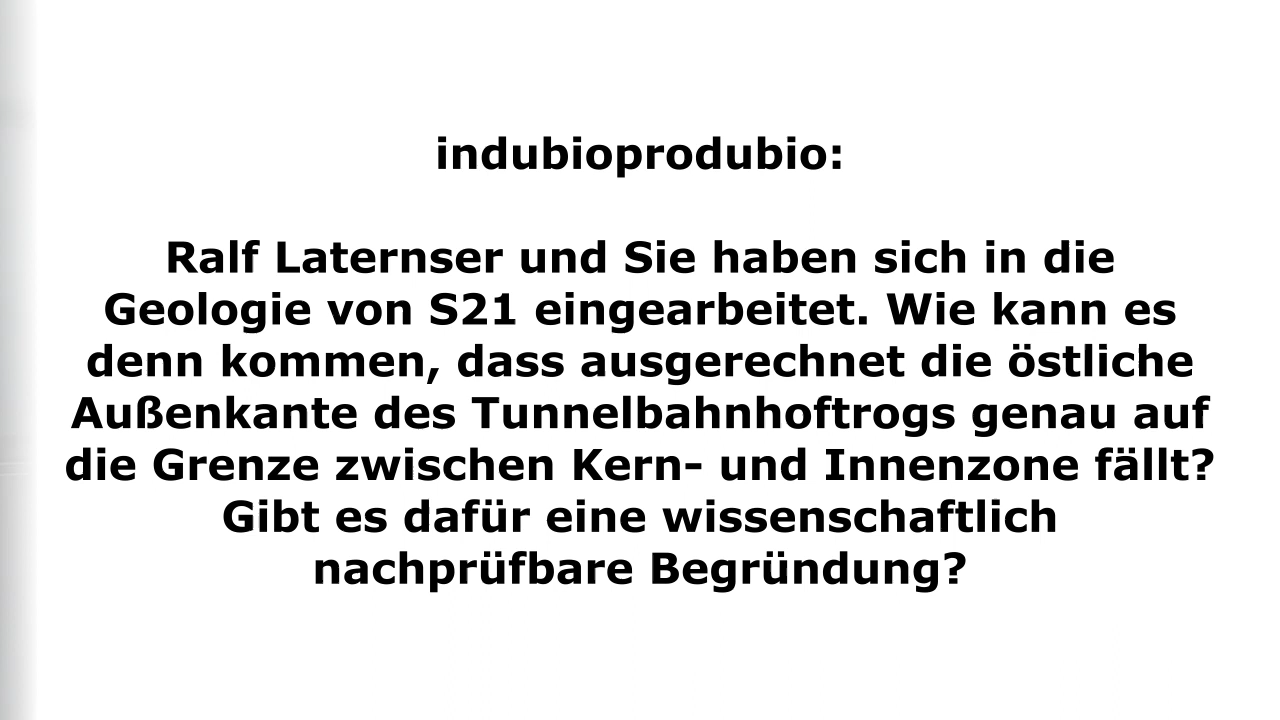 indubioprodubio:
Ralf Laternser und Sie haben sich in die
Geologie von S21 eingearbeitet. Wie kann es
denn kommen, dass ausgerechnet die östliche
Außenkante des Tunnelbahnhoftrogs genau auf
die Grenze zwischen Kern- und Innenzone fällt?
Gibt es dafür eine wissenschaftlich
nachprüfbare Begründung?